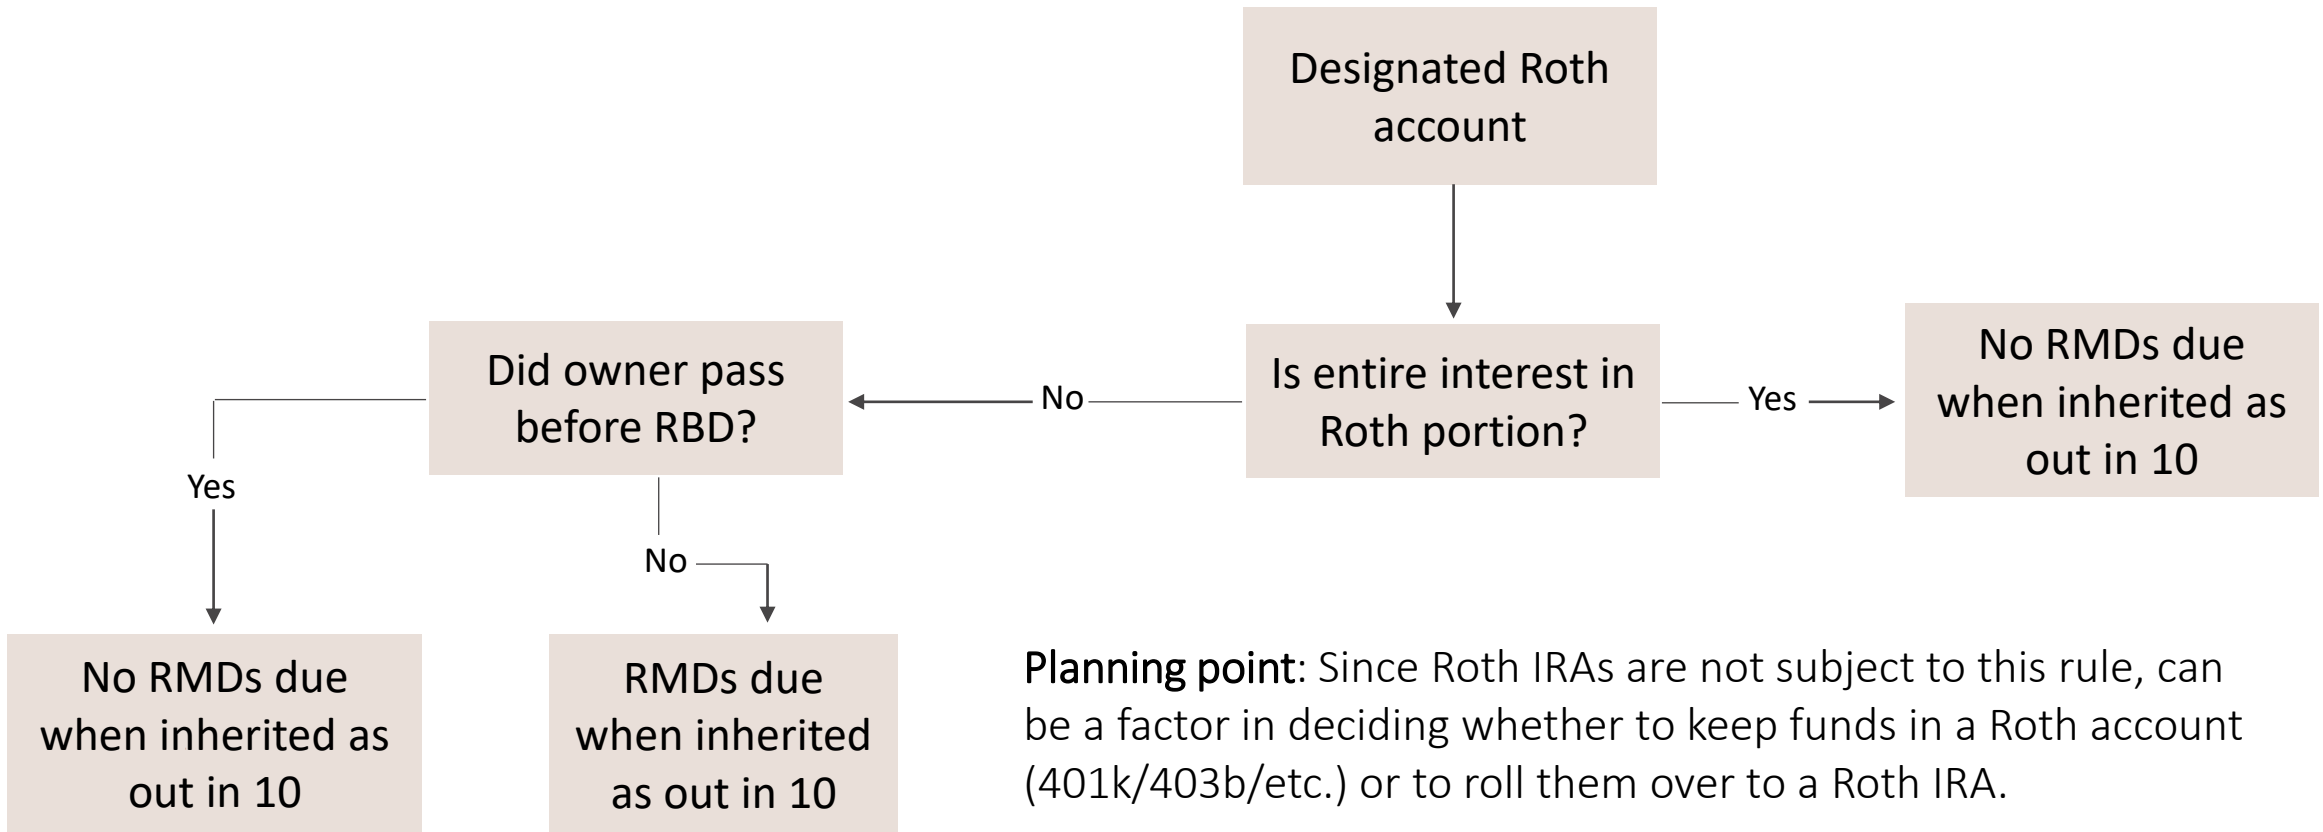 Designated Roth
account
Is entire interest in
Roth portion?
Yes
No RMDs due
when inherited as
out in 10
No
Did owner pass
before RBD?
Yes
No RMDs due
when inherited as
out in 10
No
RMDs due
when inherited
as out in 10
Planning point: Since Roth IRAs are not subject to this rule, can
be a factor in deciding whether to keep funds in a Roth account
(401k/403b/etc.) or to roll them over to a Roth IRA.